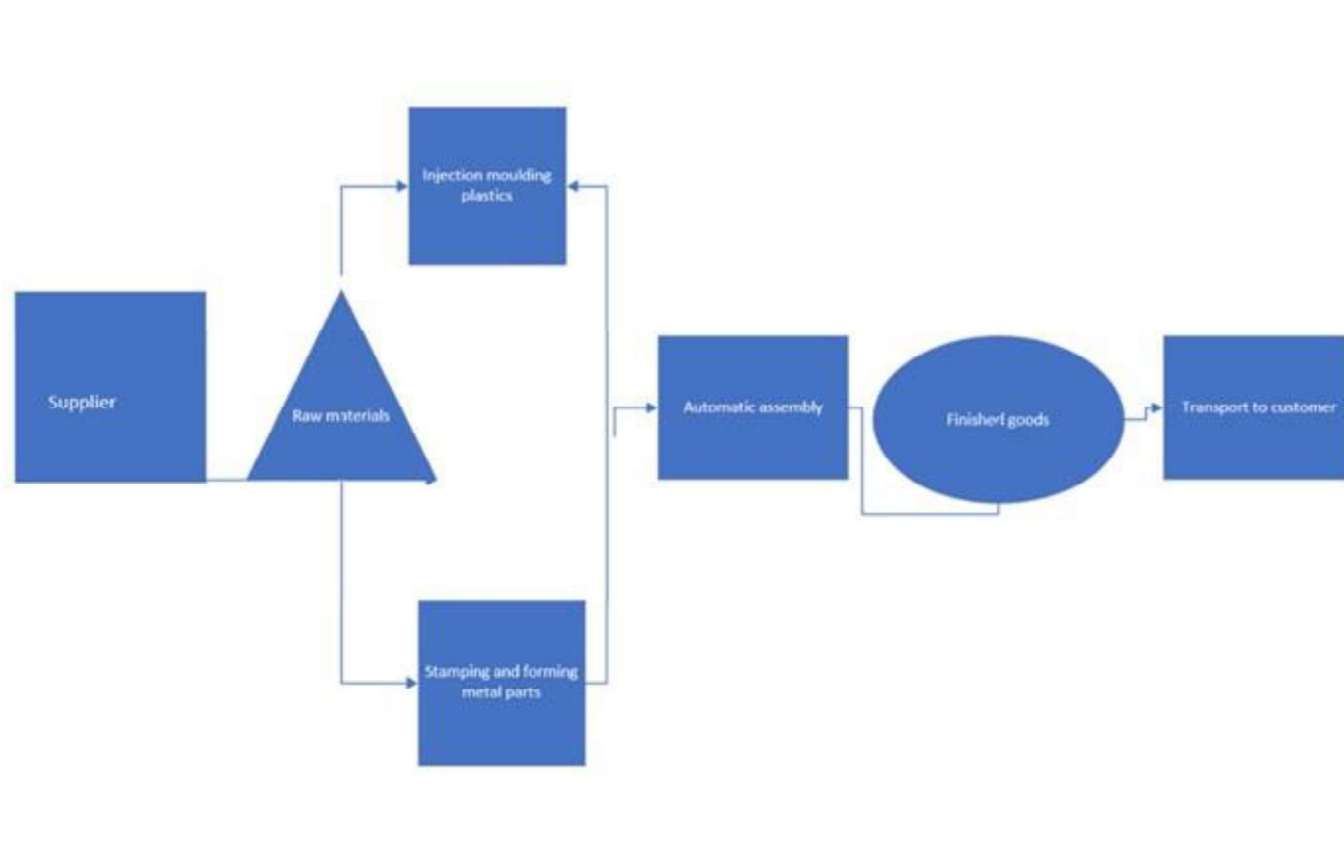 Injection moulding
plastics
Supplier
Raw materials
Automatic assembly
Finished goods
Transport to customer
Stamping and forming
metal parts